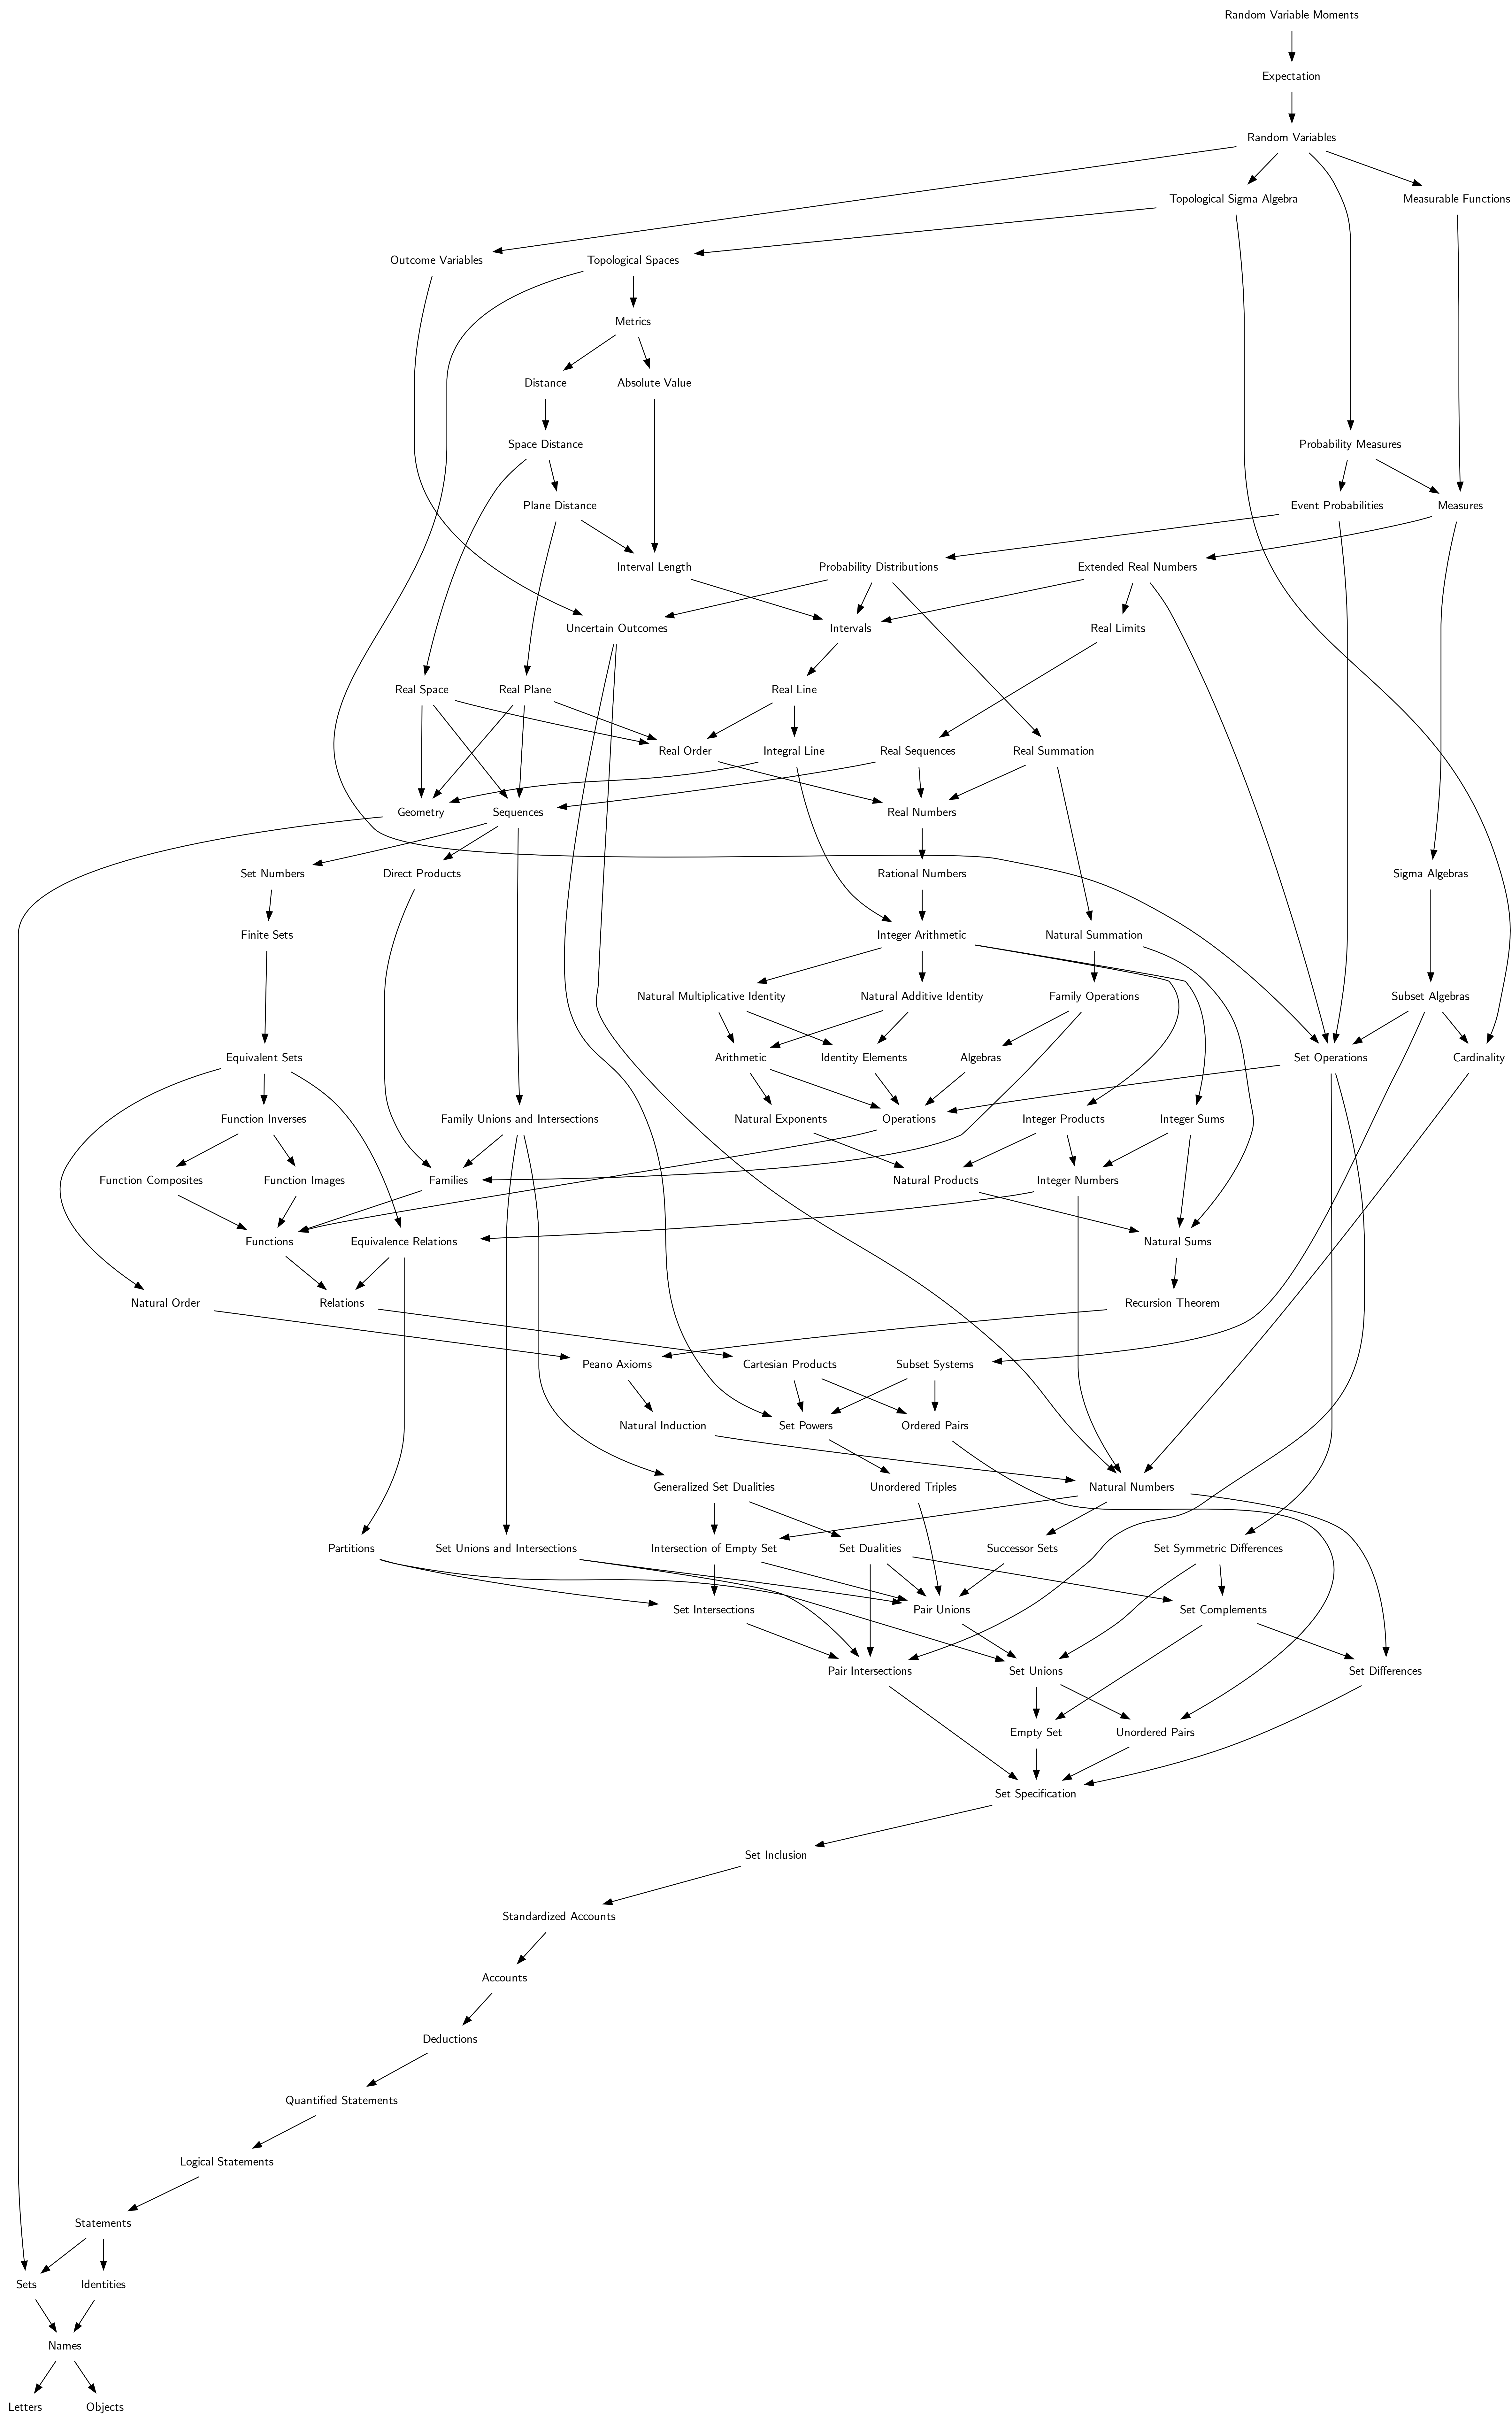 Random Variable Moments
Expectation
Random Variables
Topological Sigma Algebra
Measurable Functions
Outcome Variables
Topological Spaces
Metrics
Distance
Absolute Value
Space Distance
Probability Measures
Plane Distance
Event Probabilities
Measures
Interval Length
Probability Distributions
Extended Real Numbers
Uncertain Outcomes
Intervals
Real Limits
Real Space
Real Plane
Real Line
Real Order
Integral Line
Real Sequences
Real Summation
Geometry
Sequences
Real Numbers
Set Numbers
Direct Products
Rational Numbers
Sigma Algebras
Finite Sets
Integer Arithmetic
Natural Summation
Natural Multiplicative Identity
Natural Additive Identity
Family Operations
Subset Algebras
Equivalent Sets
Arithmetic
Identity Elements
Algebras
Set Operations
Cardinality
Function Inverses
Family Unions and Intersections
Natural Exponents
Operations
Integer Products
Integer Sums
Function Composites
Function Images
Families
Natural Products
Integer Numbers
Functions
Equivalence Relations
Natural Sums
Natural Order
Relations
Recursion Theorem
Peano Axioms
Cartesian Products
Subset Systems
Natural Induction
Set Powers
Ordered Pairs
Generalized Set Dualities
Unordered Triples
Natural Numbers
Partitions
Set Unions and Intersections
Intersection of Empty Set
Set Dualities
Successor Sets
Set Symmetric Differences
Set Intersections
Pair Unions
Set Complements
Pair Intersections
Set Unions
Set Differences
Empty Set
Unordered Pairs
Set Specification
Set Inclusion
Standardized Accounts
Accounts
Deductions
Quantified Statements
Logical Statements
Statements
Sets
Identities
Names
Letters
Objects